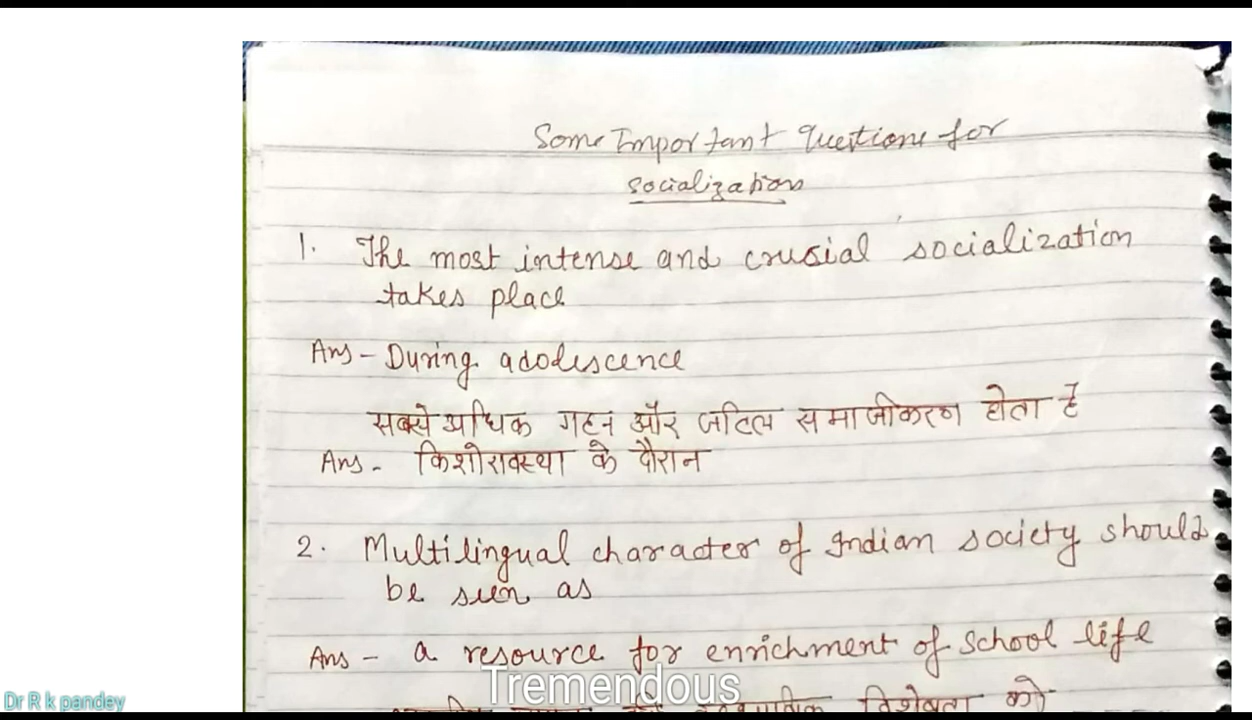 Some Important Questions for
Socialization
1. The most intense and crusial socialization
takes place
Ans - During adolescence
सबसे अधिक गहन और जटिल समाजीकरण होता है
Ans - किशोरावस्था के दौरान
2. Multilingual character of Indian society should
be seen as
Ans - a resource for enrichment of School life
Tremendous
विशेषता को
Dr R k pandey